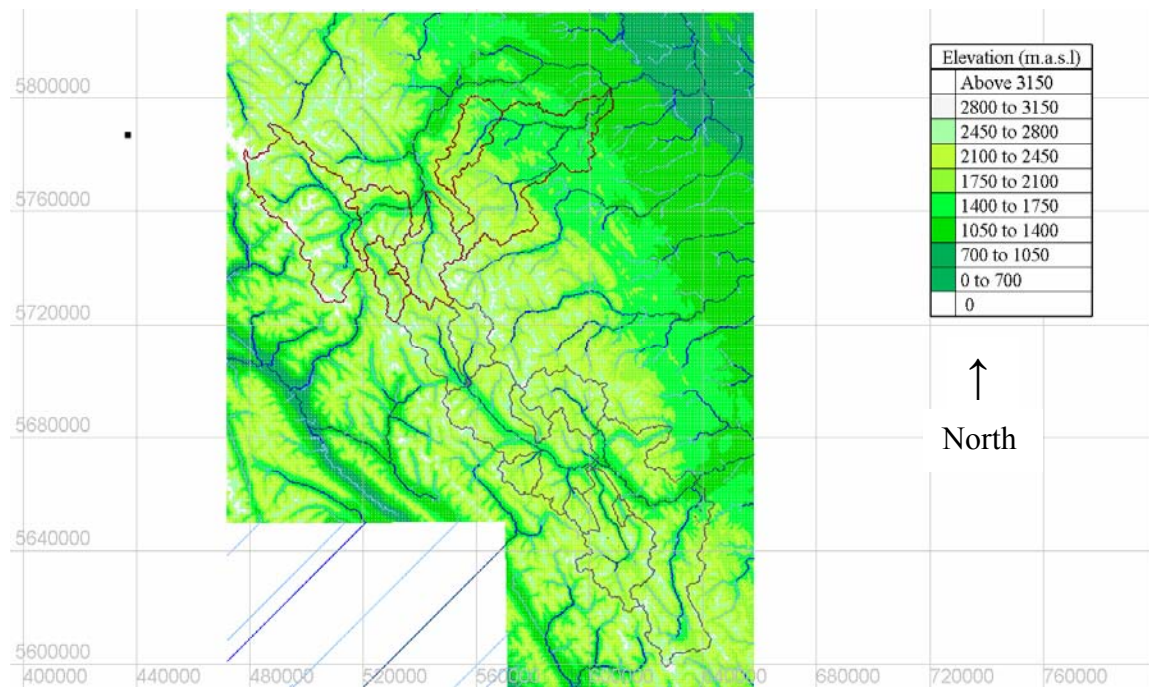 5800000
5760000
5720000
5680000
5640000
5600000
400000
440000
480000
520000
560000
600000
640000
680000
720000
760000
Elevation (m.a.s.l)
Above 3150
2800 to 3150
2450 to 2800
2100 to 2450
1750 to 2100
1400 to 1750
1050 to 1400
700 to 1050
0 to 700
0
↑
North